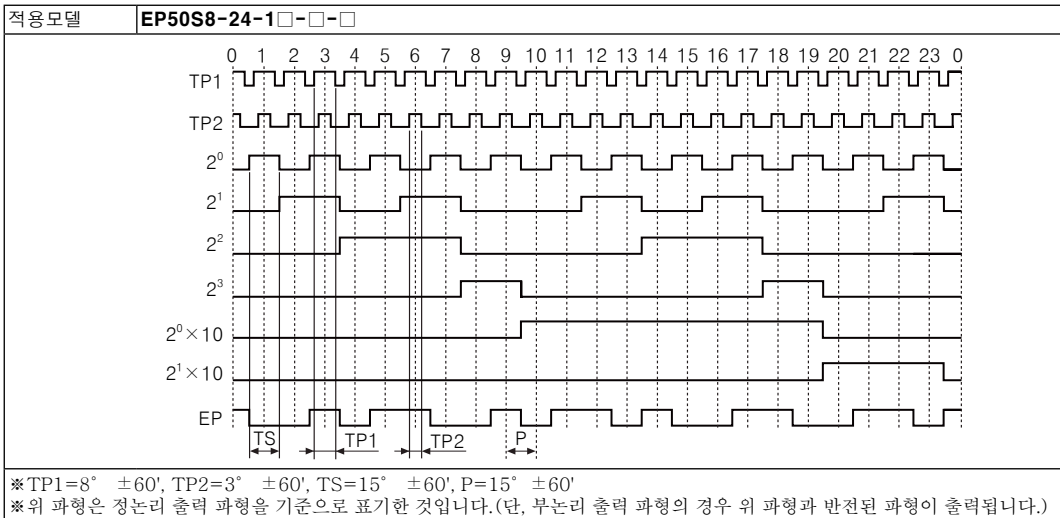 적용모델 EP50S8-24-1□-□-□
0 1 2 3 4 5 6 7 8 9 10 11 12 13 14 15 16 17 18 19 20 21 22 23 0
TP1
TP2
2⁰
2¹
2²
2³
2⁰×10
2¹×10
EP
TS TP1 TP2 P
※TP1=8° ±60', TP2=3° ±60', TS=15° ±60', P=15° ±60'
※위 파형은 정논리 출력 파형을 기준으로 표기한 것입니다.(단, 부논리 출력 파형의 경우 위 파형과 반전된 파형이 출력됩니다.)